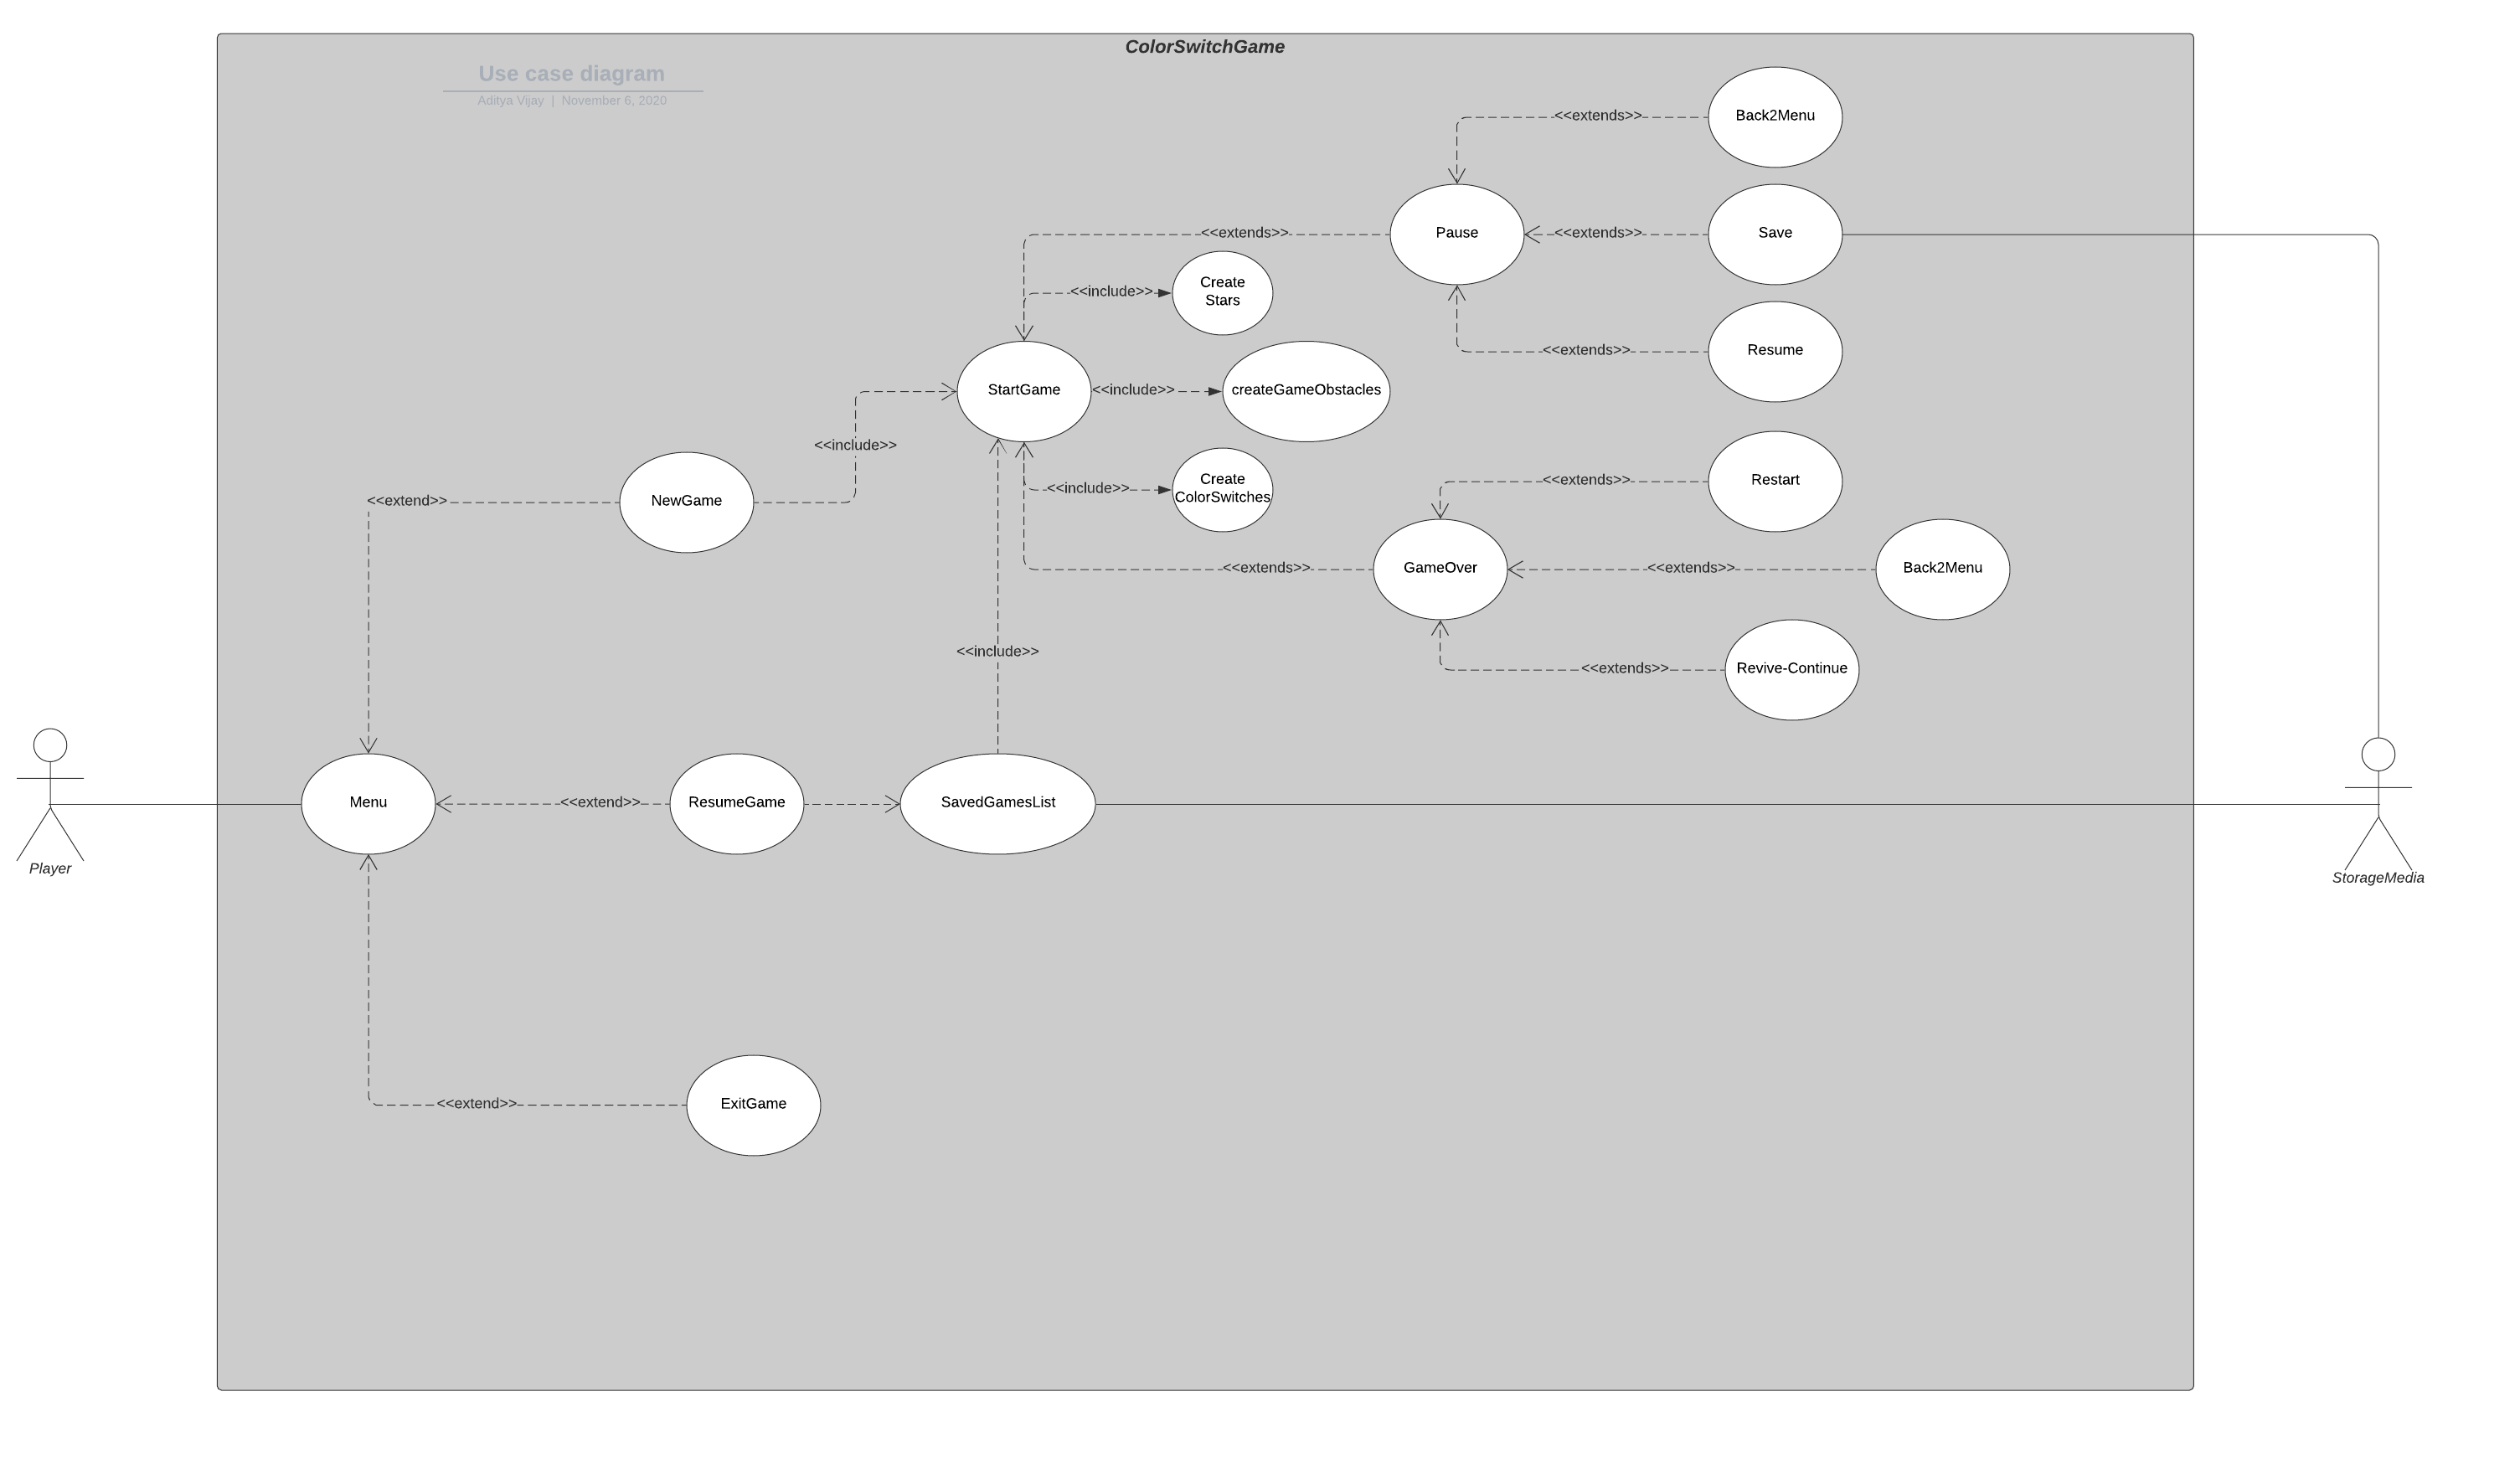 ColorSwitchGame
Use case diagram
Aditya Vijay | November 6, 2020
Back2Menu
<<extends>>
Pause
<<extends>>
Save
<<extends>>
Create
Stars
<<include>>
Resume
<<extends>>
StartGame
<<include>>
createGameObstacles
<<include>>
NewGame
<<extend>>
Create
ColorSwitches
<<include>>
Restart
<<extends>>
GameOver
<<extends>>
<<extends>>
Back2Menu
<<include>>
<<extends>>
Revive-Continue
Player
Menu
<<extend>>
ResumeGame
SavedGamesList
StorageMedia
<<extend>>
ExitGame